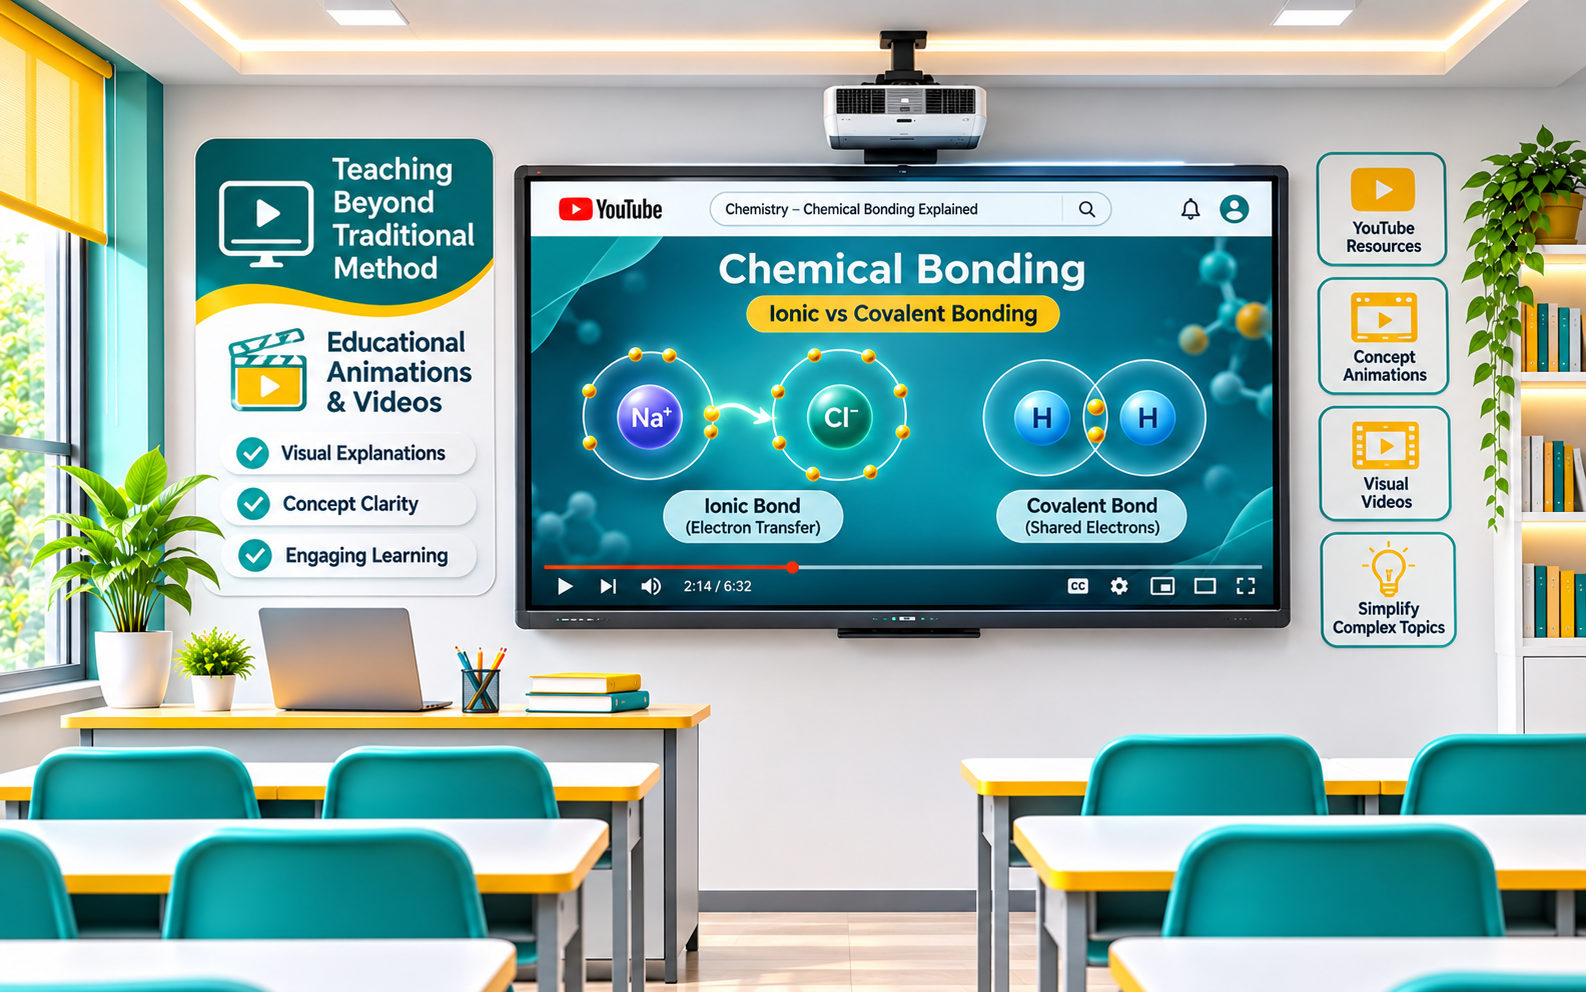 Teaching
Beyond
Traditional
Method
Educational
Animations
& Videos
Visual Explanations
Concept Clarity
Engaging Learning
YouTube
Chemistry – Chemical Bonding Explained
Chemical Bonding
Ionic vs Covalent Bonding
Na⁺
Cl⁻
H
H
Ionic Bond
(Electron Transfer)
Covalent Bond
(Shared Electrons)
2:14 / 6:32
CC
YouTube
Resources
Concept
Animations
Visual
Videos
Simplify
Complex Topics